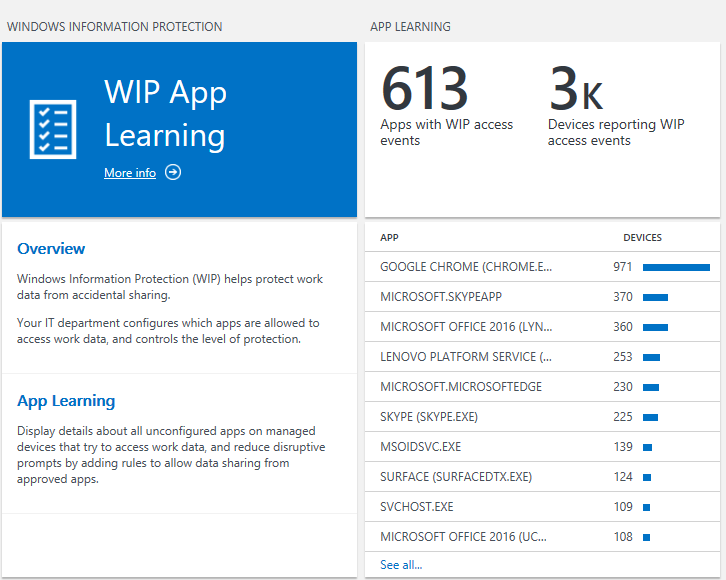 WINDOWS INFORMATION PROTECTION
WIP App
Learning
More info
Overview
Windows Information Protection (WIP) helps protect work
data from accidental sharing.
Your IT department configures which apps are allowed to
access work data, and controls the level of protection.
App Learning
Display details about all unconfigured apps on managed
devices that try to access work data, and reduce disruptive
prompts by adding rules to allow data sharing from
approved apps.
APP LEARNING
613
Apps with WIP access
events
3K
Devices reporting WIP
access events
APP DEVICES
GOOGLE CHROME (CHROME.E... 971
MICROSOFT.SKYPEAPP 370
MICROSOFT OFFICE 2016 (LYN... 360
LENOVO PLATFORM SERVICE (... 253
MICROSOFT.MICROSOFTEDGE 230
SKYPE (SKYPE.EXE) 225
MSOIDSVC.EXE 139
SURFACE (SURFACEDTX.EXE) 124
SVCHOST.EXE 109
MICROSOFT OFFICE 2016 (UC... 108
See all...